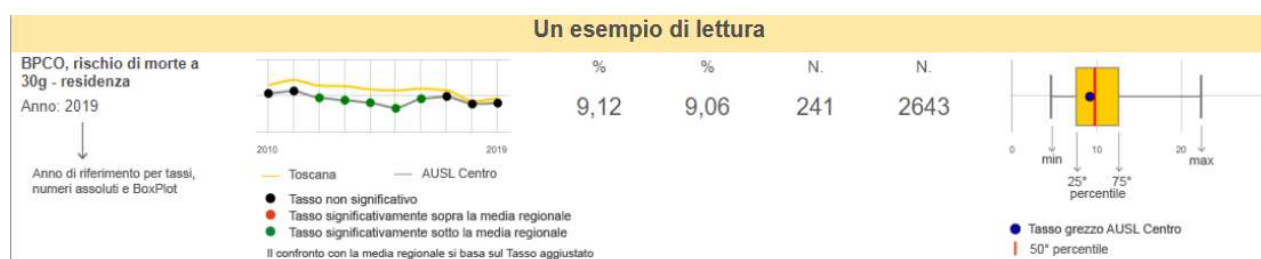 Un esempio di lettura
BPCO, rischio di morte a
30g - residenza
Anno: 2019
Anno di riferimento per tassi,
numeri assoluti e BoxPlot
2010
2019
Toscana
AUSL Centro
Tasso non significativo
Tasso significativamente sopra la media regionale
Tasso significativamente sotto la media regionale
Il confronto con la media regionale si basa sul Tasso aggiustato
% % N. N.
9,12 9,06 241 2643
0 10 20
min
max
25° 75°
percentile
Tasso grezzo AUSL Centro
50° percentile